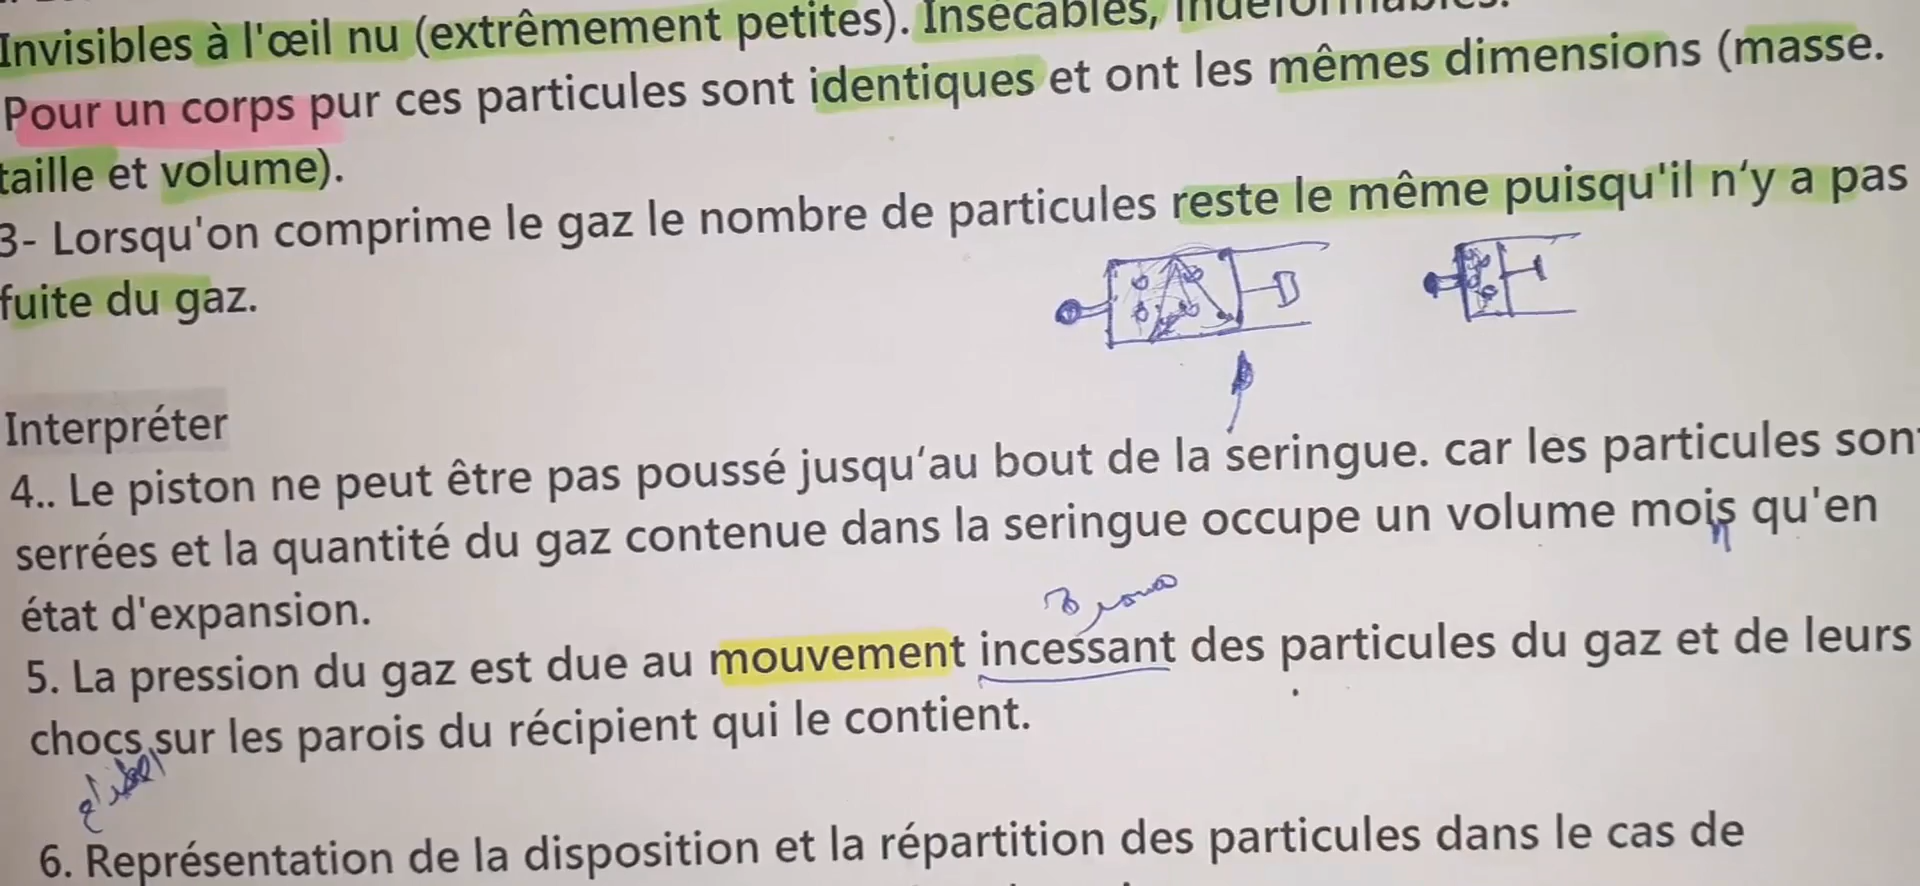 Invisibles à l'œil nu (extrêmement petites). Insécables, indéformables.
Pour un corps pur ces particules sont identiques et ont les mêmes dimensions (masse.
taille et volume).
3- Lorsqu'on comprime le gaz le nombre de particules reste le même puisqu'il n'y a pas
fuite du gaz.
Interpréter
4.. Le piston ne peut être pas poussé jusqu'au bout de la seringue. car les particules sont
serrées et la quantité du gaz contenue dans la seringue occupe un volume mois qu'en
n
état d'expansion.
5. La pression du gaz est due au mouvement incessant des particules du gaz et de leurs
chocs sur les parois du récipient qui le contient.
6. Représentation de la disposition et la répartition des particules dans le cas de